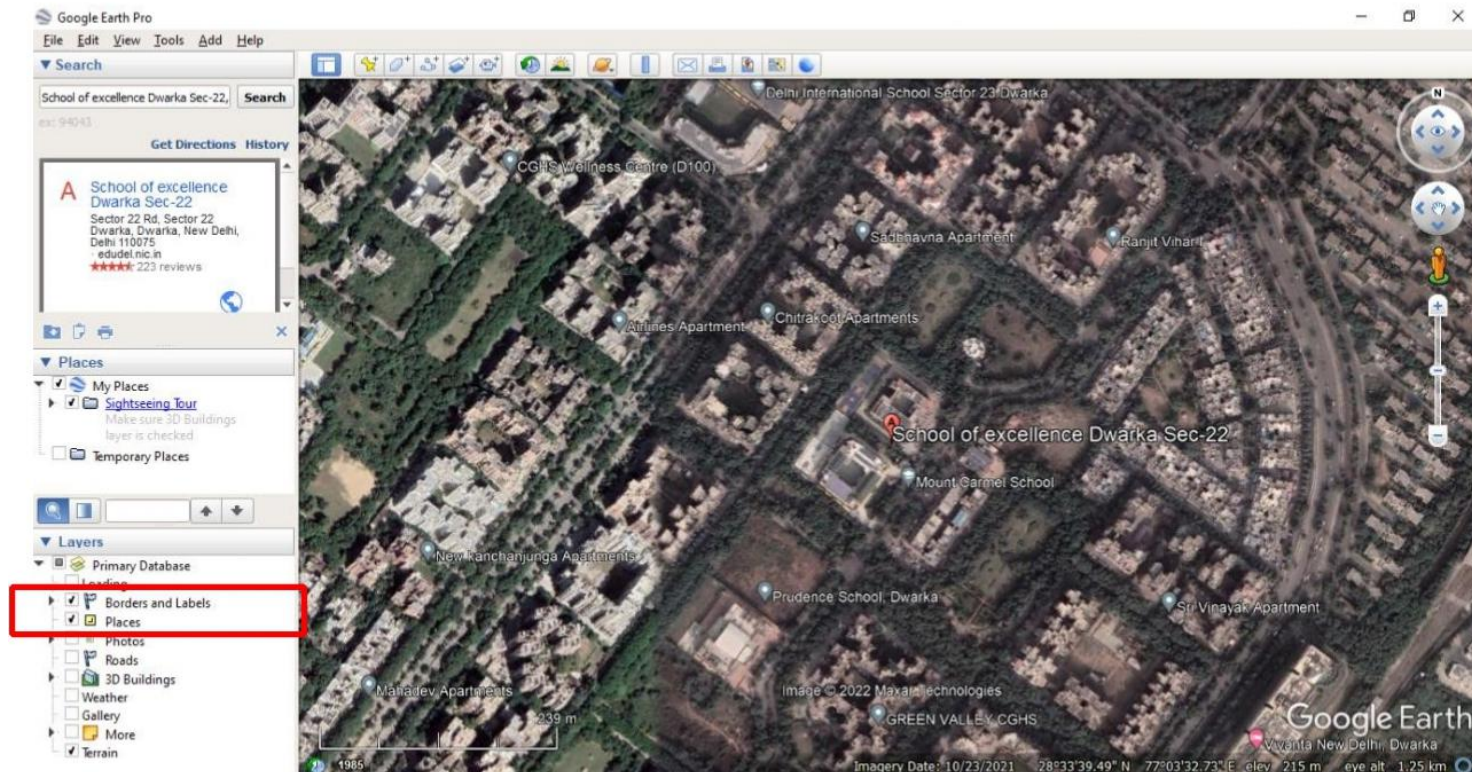 Google Earth Pro
File Edit View Tools Add Help
Search
School of excellence Dwarka Sec-22, Search
ex: 94043
Get Directions History
A School of excellence
Dwarka Sec-22
Sector 22 Rd, Sector 22
Dwarka, Dwarka, New Delhi,
Delhi 110075
· edudel.nic.in
223 reviews
Places
My Places
Sightseeing Tour
Make sure 3D Buildings
layer is checked
Temporary Places
Layers
Primary Database
Borders and Labels
Places
Photos
Roads
3D Buildings
Weather
Gallery
More
Terrain
N
Delhi International School Sector 23 Dwarka
CGHS Wellness Centre (D100)
Sadbhavna Apartment
Ranjit Vihar II
Chitrakoot Apartments
Airlines Apartment
A
School of excellence Dwarka Sec-22
Mount Carmel School
New kanchanjunga Apartments
Prudence School, Dwarka
Sri Vinayak Apartment
Mahadev Apartments
Image © 2022 Maxar Technologies
239 m
GREEN VALLEY CGHS
Google Earth
Vivanta New Delhi, Dwarka
1985
Imagery Date: 10/23/2021 28°33'39.49" N 77°03'32.73" E elev 215 m eye alt 1.25 km